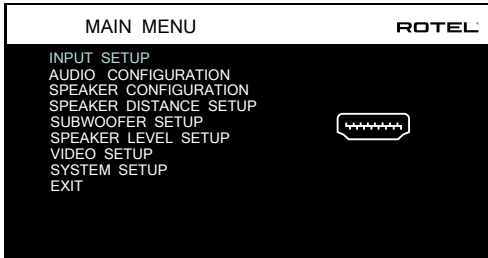 MAIN MENU
ROTEL
INPUT SETUP
AUDIO CONFIGURATION
SPEAKER CONFIGURATION
SPEAKER DISTANCE SETUP
SUBWOOFER SETUP
SPEAKER LEVEL SETUP
VIDEO SETUP
SYSTEM SETUP
EXIT